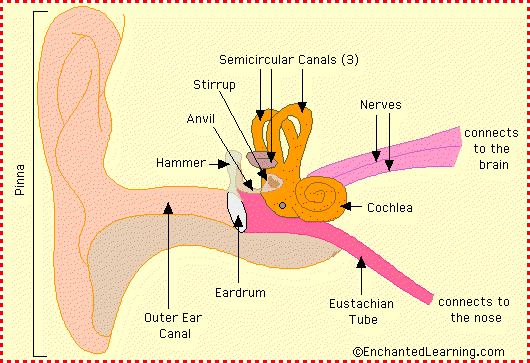 Semicircular Canals (3)
Stirrup
Nerves
Anvil
connects
to the
brain
Hammer
Pinna
Cochlea
Eardrum
Eustachian
Tube
connects to
the nose
Outer Ear
Canal
©EnchantedLearning.com